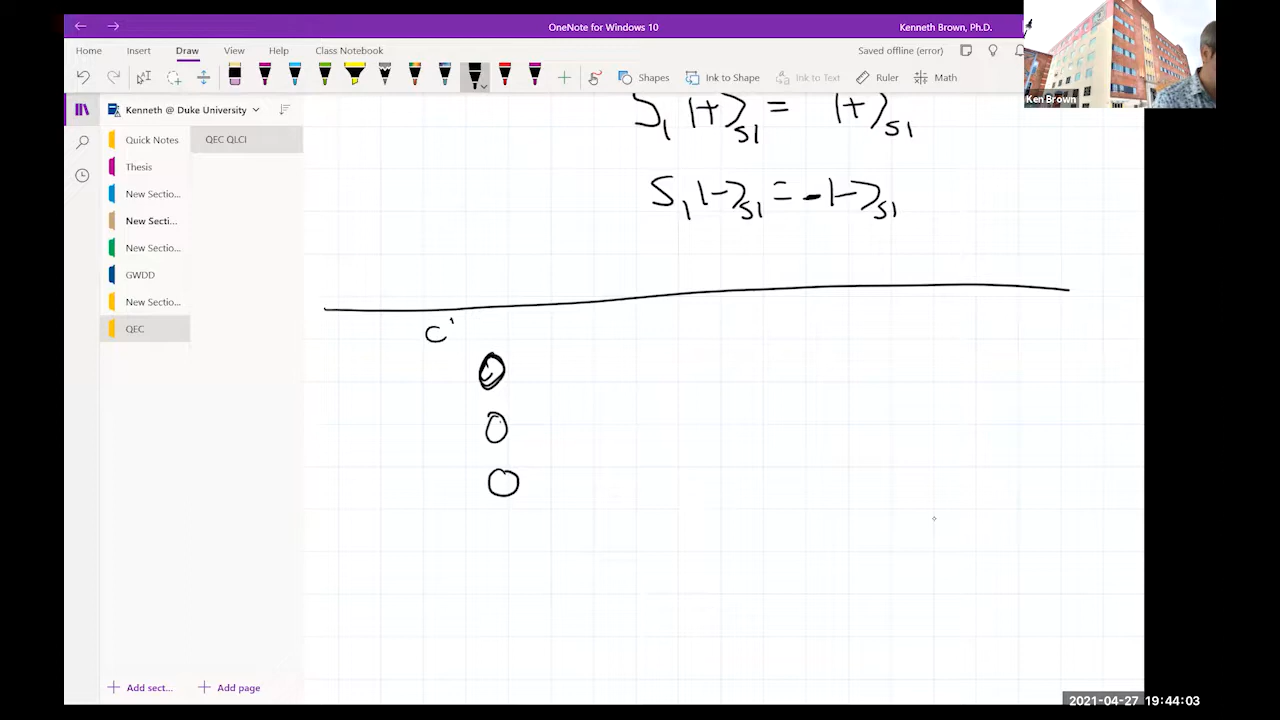 OneNote for Windows 10
Kenneth Brown, Ph.D.
Home Insert Draw View Help Class Notebook
Saved offline (error)
Shapes Ink to Shape Ink to Text Ruler Math
Ken Brown
Kenneth @ Duke University
Quick Notes
QEC QLCI
Thesis
New Sectio...
New Secti...
New Sectio...
GWDD
New Sectio...
QEC
S₁ |+⟩s1 = |+⟩s1
S₁ |-⟩s1 = -|-⟩s1
C'
Add sect...
Add page
2021-04-27 19:44:03